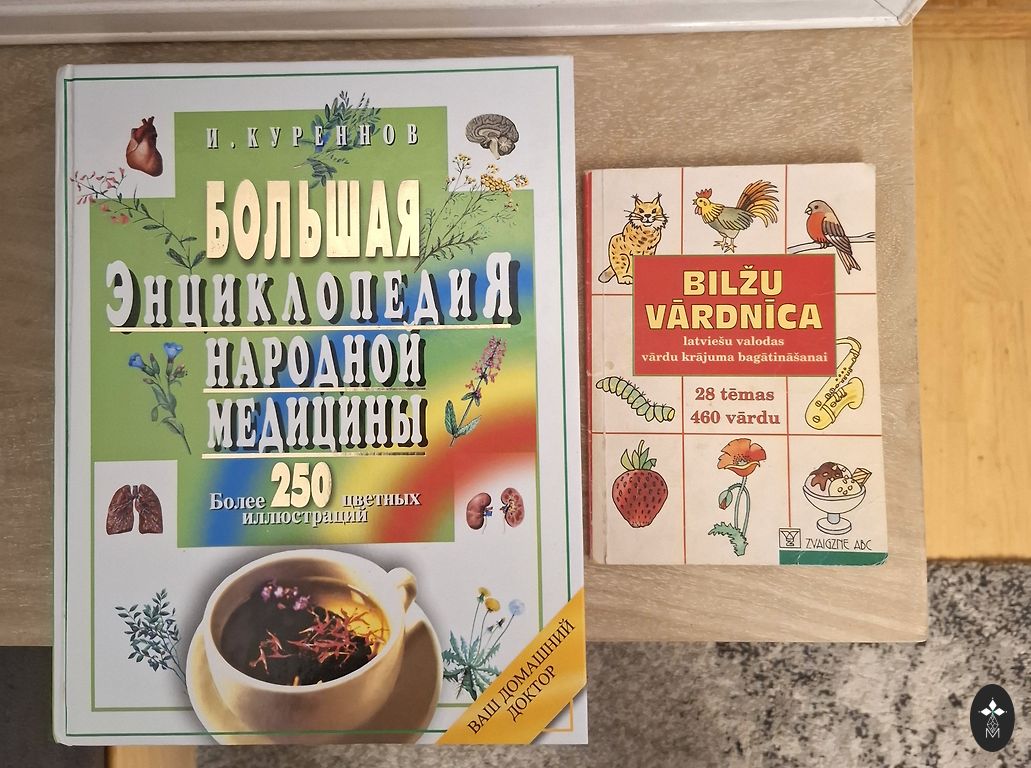 И. КУРЕННОВ
БОЛЬШАЯ
ЭНЦИКЛОПЕДИЯ
НАРОДНОЙ
МЕДИЦИНЫ
Более 250 цветных
иллюстраций
ВАШ ДОМАШНИЙ
ДОКТОР
BILŽU
VĀRDNĪCA
latviešu valodas
vārdu krājuma bagātināšanai
28 tēmas
460 vārdu
ZVAIGZNE ABC
M